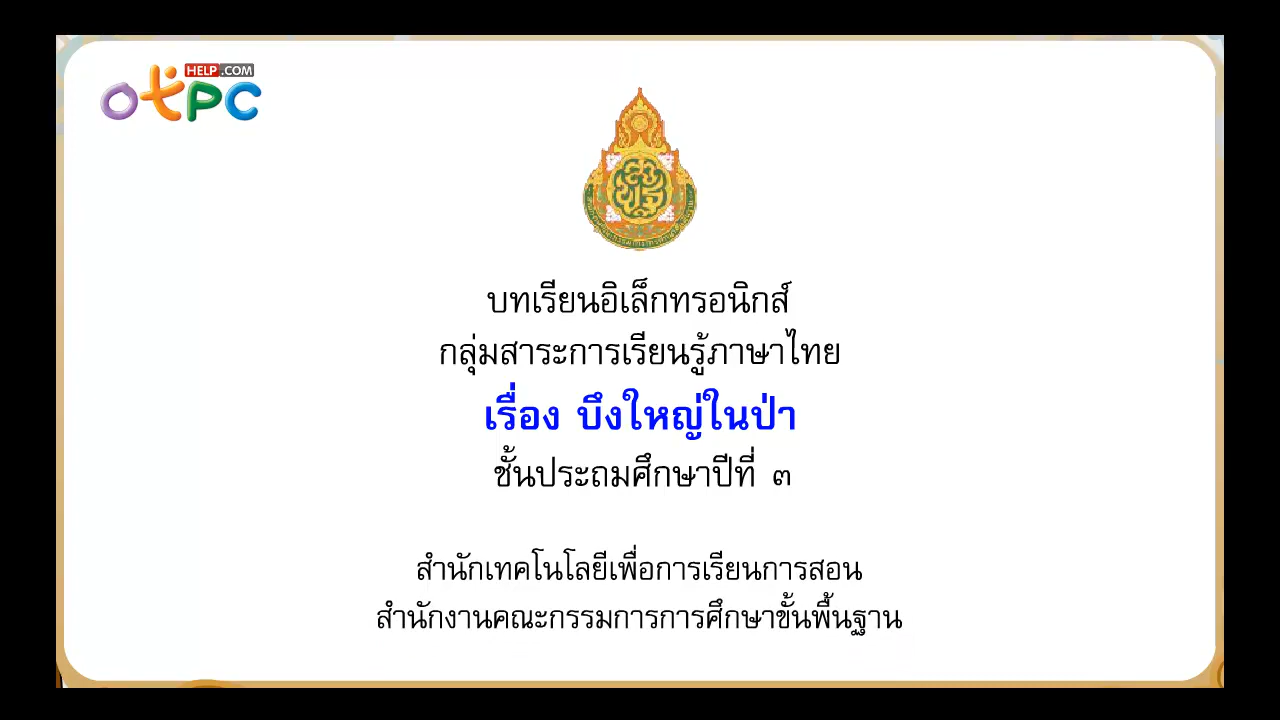 otpc HELP.COM
บทเรียนอิเล็กทรอนิกส์
กลุ่มสาระการเรียนรู้ภาษาไทย
เรื่อง บึงใหญ่ในป่า
ชั้นประถมศึกษาปีที่ ๓
สำนักเทคโนโลยีเพื่อการเรียนการสอน
สำนักงานคณะกรรมการการศึกษาขั้นพื้นฐาน